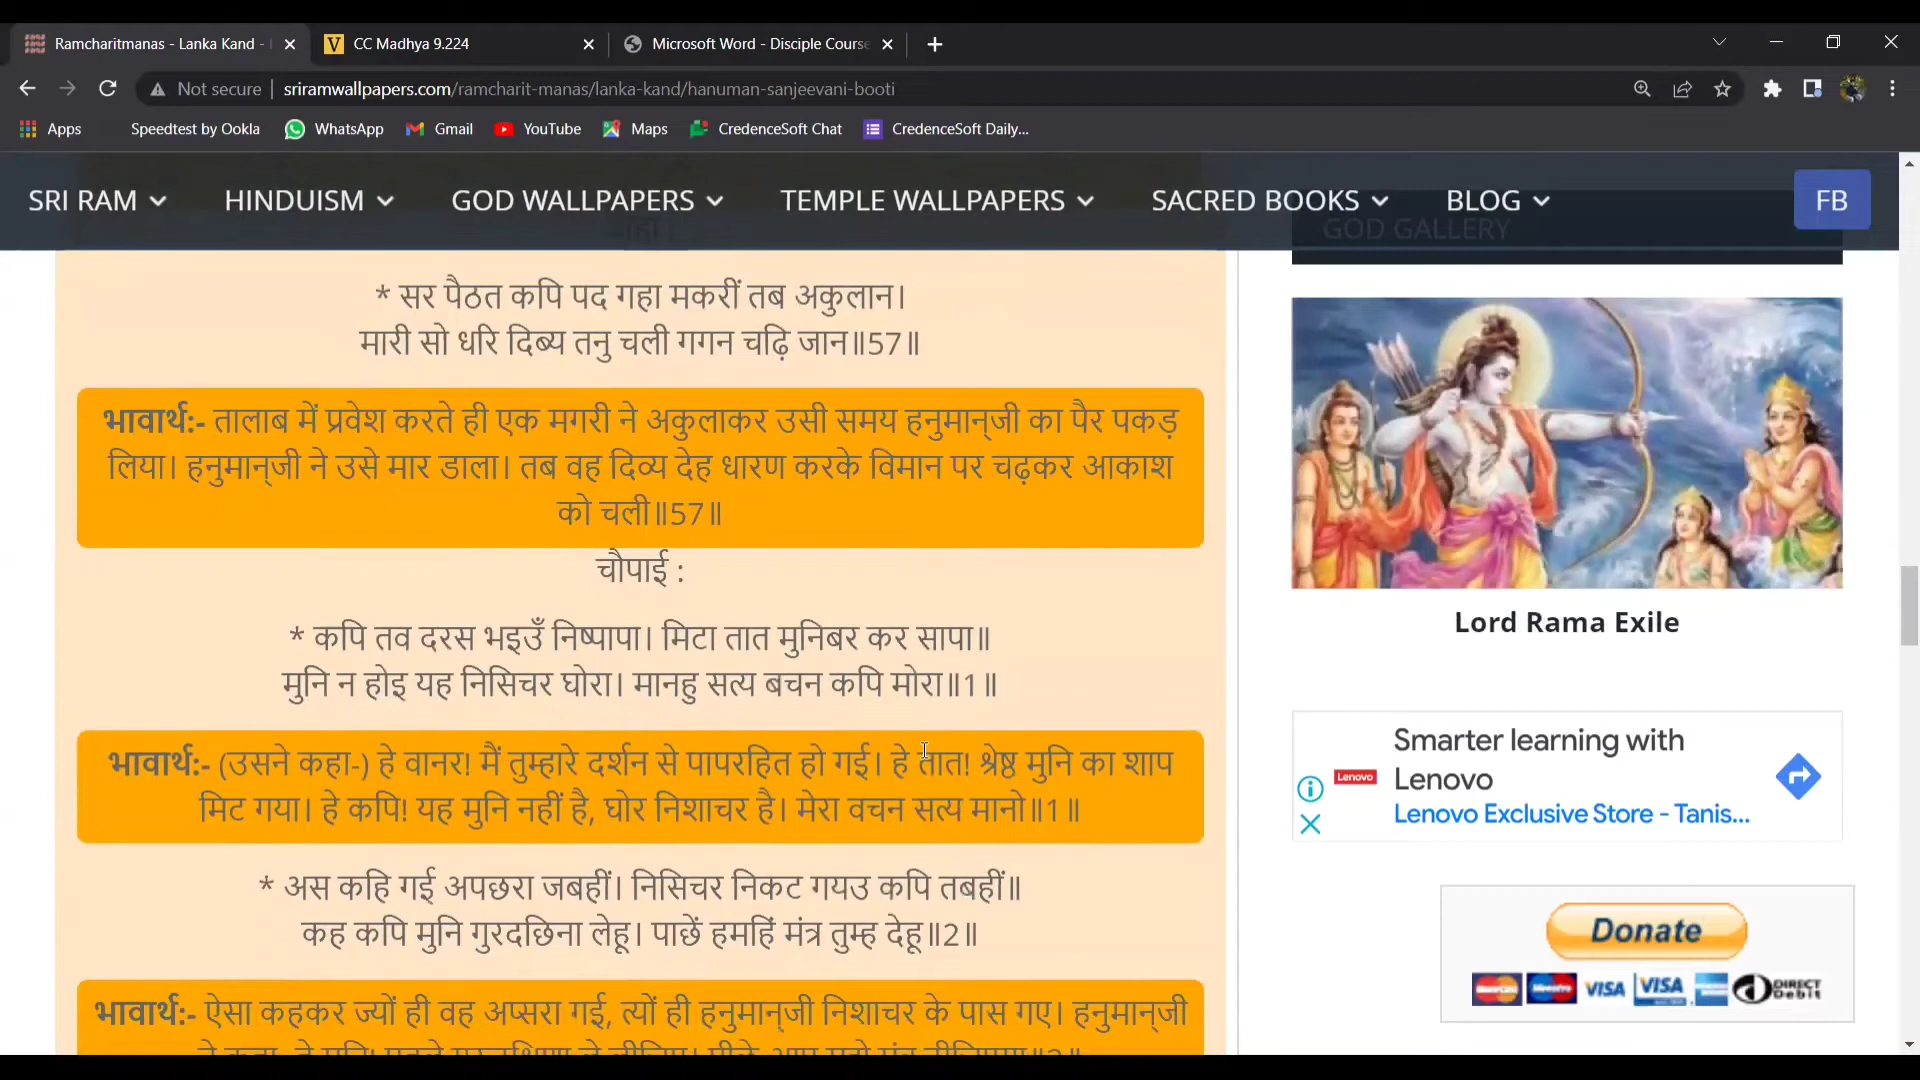 Ramcharitmanas - Lanka Kand -
CC Madhya 9.224
Microsoft Word - Disciple Course
Not secure
sriramwallpapers.com/ramcharit-manas/lanka-kand/hanuman-sanjeevani-booti
Apps
Speedtest by Ookla
WhatsApp
Gmail
YouTube
Maps
CredenceSoft Chat
CredenceSoft Daily...
SRI RAM
HINDUISM
GOD WALLPAPERS
TEMPLE WALLPAPERS
SACRED BOOKS
BLOG
FB
GOD GALLERY
* सर पैठत कपि पद गहा मकरीं तब अकुलान।
मारी सो धरि दिब्य तनु चली गगन चढ़ि जान॥57॥
भावार्थ:- तालाब में प्रवेश करते ही एक मगरी ने अकुलाकर उसी समय हनुमान्‌जी का पैर पकड़
लिया। हनुमान्‌जी ने उसे मार डाला। तब वह दिव्य देह धारण करके विमान पर चढ़कर आकाश
को चली॥57॥
चौपाई :
* कपि तव दरस भइउँ निष्पापा। मिटा तात मुनिबर कर सापा॥
मुनि न होइ यह निसिचर घोरा। मानहु सत्य बचन कपि मोरा॥1॥
भावार्थ:- (उसने कहा-) हे वानर! मैं तुम्हारे दर्शन से पापरहित हो गई। हे तात! श्रेष्ठ मुनि का शाप
मिट गया। हे कपि! यह मुनि नहीं है, घोर निशाचर है। मेरा वचन सत्य मानो॥1॥
* अस कहि गई अपछरा जबहीं। निसिचर निकट गयउ कपि तबहीं॥
कह कपि मुनि गुरदछिना लेहू। पाछें हमहिं मंत्र तुम्ह देहू॥2॥
भावार्थ:- ऐसा कहकर ज्यों ही वह अप्सरा गई, त्यों ही हनुमान्‌जी निशाचर के पास गए। हनुमान्‌जी
Lord Rama Exile
Smarter learning with
Lenovo
Lenovo
Lenovo Exclusive Store - Tanis...
Donate
VISA
VISA
DIRECT
Debit